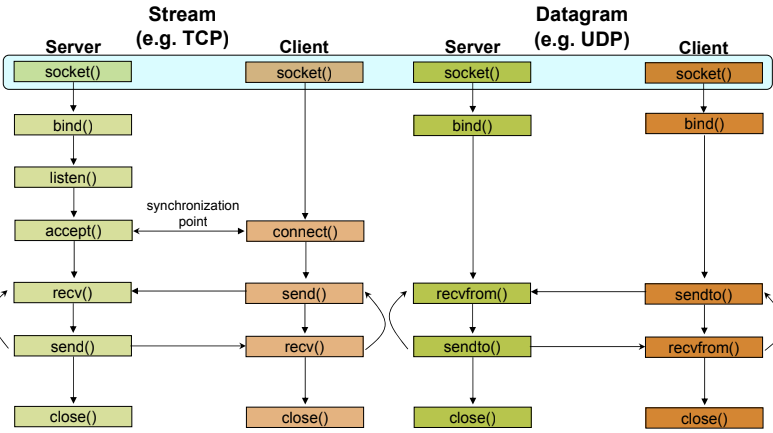 Stream
(e.g. TCP)
Datagram
(e.g. UDP)
Server
Client
Server
Client
socket()
socket()
socket()
socket()
bind()
bind()
bind()
listen()
synchronization
point
accept()
connect()
recv()
send()
recvfrom()
sendto()
send()
recv()
sendto()
recvfrom()
close()
close()
close()
close()